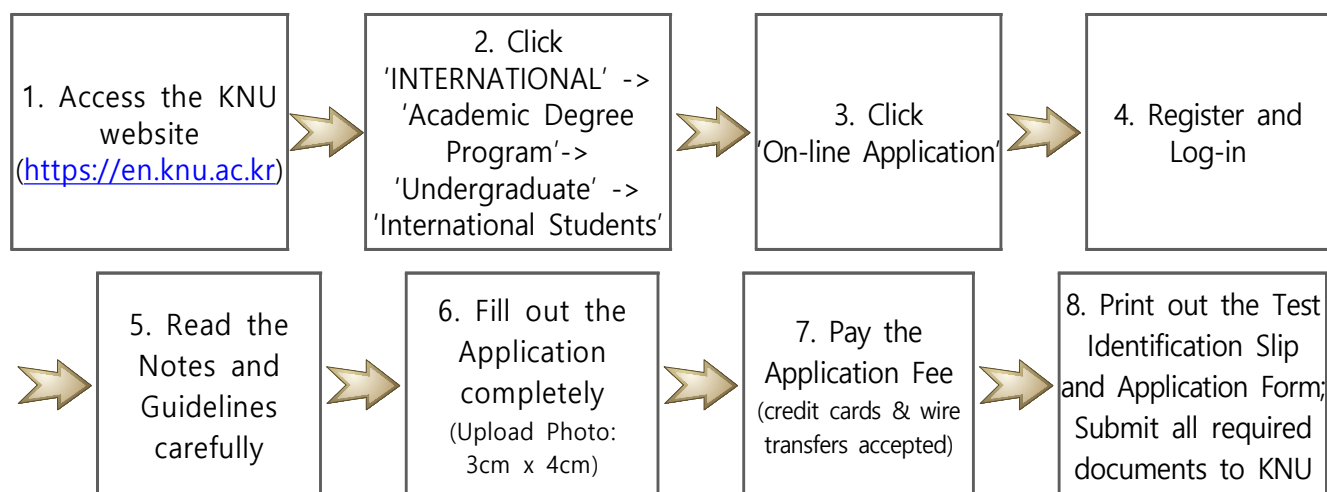 1. Access the KNU
website
(https://en.knu.ac.kr)
2. Click
'INTERNATIONAL' ->
'Academic Degree
Program'->
'Undergraduate' ->
'International Students'
3. Click
'On-line Application'
4. Register and
Log-in
5. Read the
Notes and
Guidelines
carefully
6. Fill out the
Application
completely
(Upload Photo:
3cm x 4cm)
7. Pay the
Application Fee
(credit cards & wire
transfers accepted)
8. Print out the Test
Identification Slip
and Application Form;
Submit all required
documents to KNU